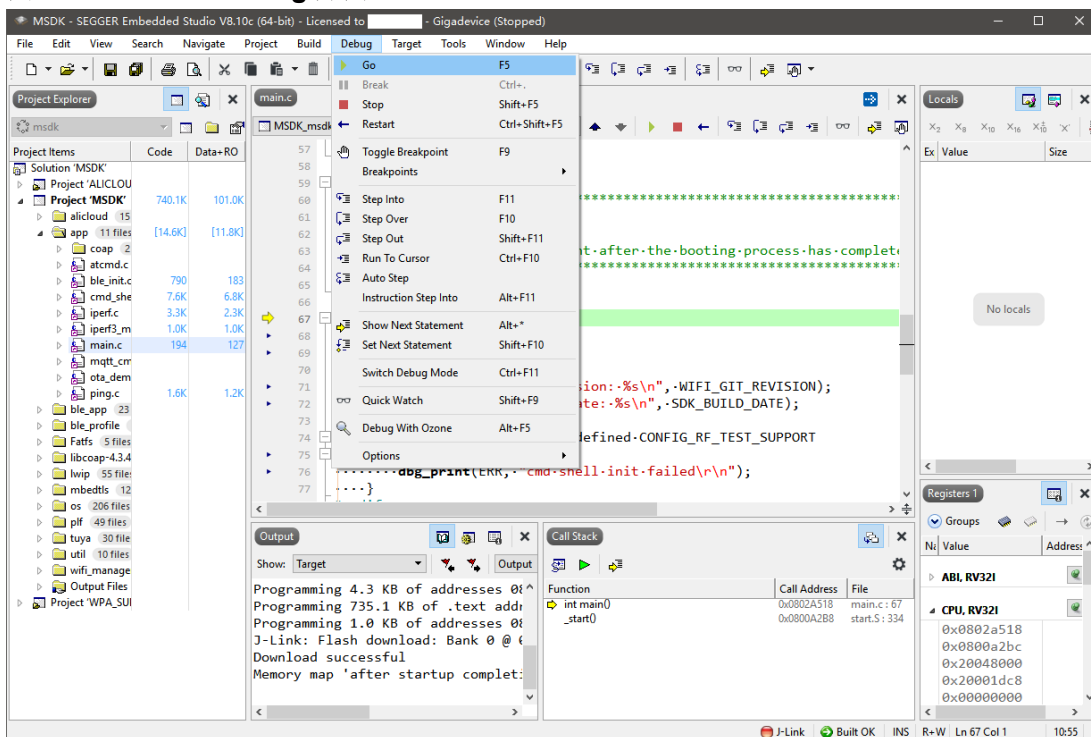 MSDK - SEGGER Embedded Studio V8.10c (64-bit) - Licensed to - Gigadevice (Stopped)
File Edit View Search Navigate Project Build Debug Target Tools Window Help
Project Explorer
msdk
Project Items Code Data+RO
Solution 'MSDK'
Project 'ALICLOU
Project 'MSDK' 740.1K 101.0K
alicloud 15
app 11 files [14.6K] [11.8K]
coap 2
atcmd.c
ble_init.c 790 183
cmd_she 7.6K 6.8K
iperf.c 3.3K 2.3K
iperf3_m 1.0K 1.0K
main.c 194 127
mqtt_cm
ota_dem
ping.c 1.6K 1.2K
ble_app 23
ble_profile
Fatfs 5 files
libcoap-4.3.4
lwip 55 file
mbedtls 12
os 206 files
plf 49 files
tuya 30 file
util 10 files
wifi_manage
Output Files
Project 'WPA_SUI
Go F5
Break Ctrl+.
Stop Shift+F5
Restart Ctrl+Shift+F5
Toggle Breakpoint F9
Breakpoints
Step Into F11
Step Over F10
Step Out Shift+F11
Run To Cursor Ctrl+F10
Auto Step
Instruction Step Into Alt+F11
Show Next Statement Alt+*
Set Next Statement Shift+F10
Switch Debug Mode Ctrl+F11
Quick Watch Shift+F9
Debug With Ozone Alt+F5
Options
main.c
MSDK_msdk
57
58
59
60 ***********************************
61
62
63 nt·after·the·booting·process·has·complete
64 ***********************************
65
66
67
68
69
70
71 sion:·%s\n",·WIFI_GIT_REVISION);
72 ate:·%s\n",·SDK_BUILD_DATE);
73
74 defined·CONFIG_RF_TEST_SUPPORT
75
76 ········dbg_print(ERR,·"cmd·shell·init·failed\r\n");
77 ····}
Output
Show: Target Output
Programming 4.3 KB of addresses 08
Programming 735.1 KB of .text addr
Programming 1.0 KB of addresses 08
J-Link: Flash download: Bank 0 @ 0
Download successful
Memory map 'after startup completi
Call Stack
Function Call Address File
int main() 0x0802A518 main.c : 67
_start() 0x0800A2B8 start.S : 334
Locals
Ex Value Size
No locals
Registers 1
Groups
Na Value Address
ABI, RV32I
CPU, RV32I
0x0802a518
0x0800a2bc
0x20048000
0x20001dc8
0x00000000
J-Link Built OK INS R+W Ln 67 Col 1 10:55